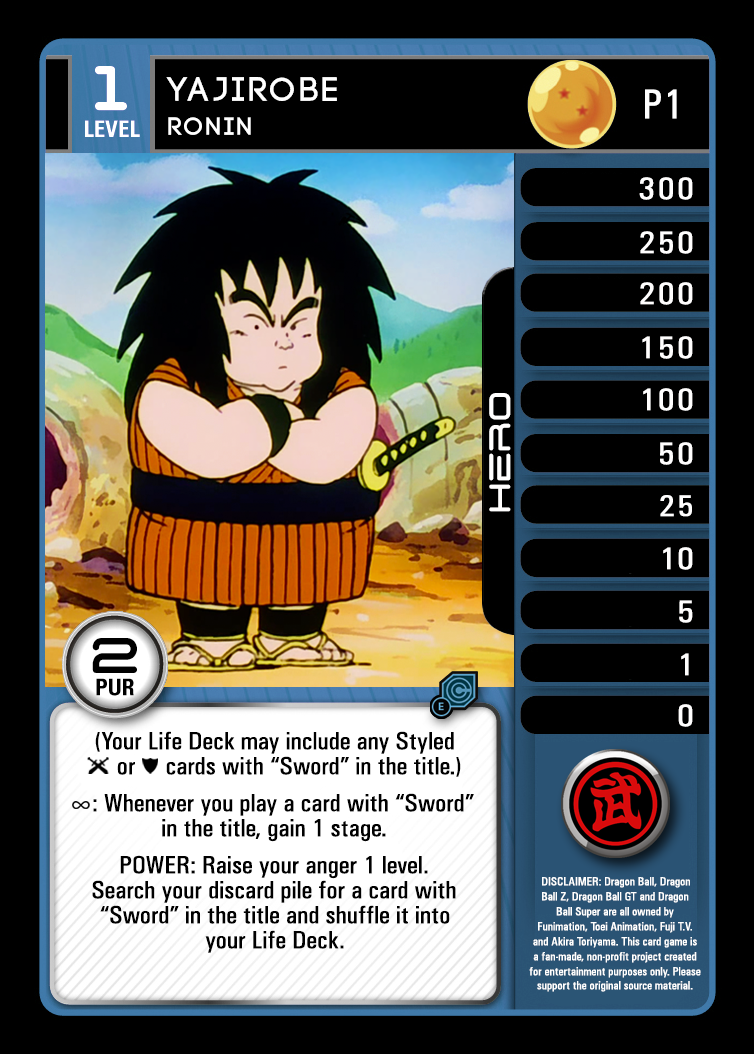 1
LEVEL
YAJIROBE
RONIN
P1
300
250
200
150
100
50
25
10
5
1
0
HERO
2
PUR
E
(Your Life Deck may include any Styled
or cards with “Sword” in the title.)
∞: Whenever you play a card with “Sword”
in the title, gain 1 stage.
POWER: Raise your anger 1 level.
Search your discard pile for a card with
“Sword” in the title and shuffle it into
your Life Deck.
武
DISCLAIMER: Dragon Ball, Dragon
Ball Z, Dragon Ball GT and Dragon
Ball Super are all owned by
Funimation, Toei Animation, Fuji T.V.
and Akira Toriyama. This card game is
a fan-made, non-profit project created
for entertainment purposes only. Please
support the original source material.